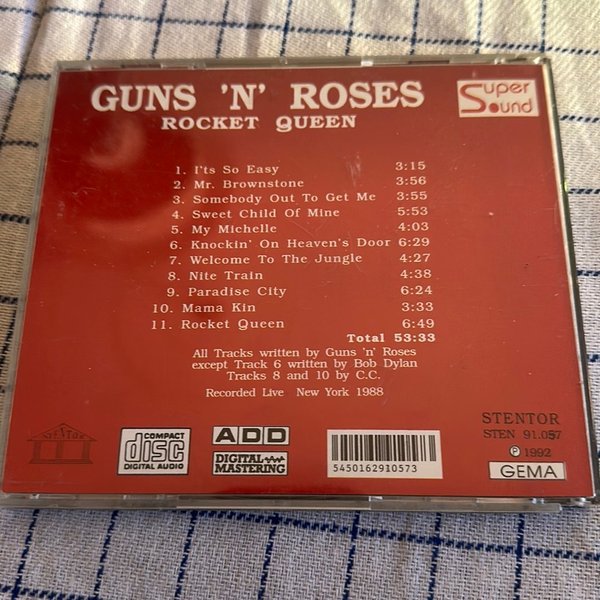 GUNS 'N' ROSES
ROCKET QUEEN
Super Sound
1. I'ts So Easy 3:15
2. Mr. Brownstone 3:56
3. Somebody Out To Get Me 3:55
4. Sweet Child Of Mine 5:53
5. My Michelle 4:03
6. Knockin' On Heaven's Door 6:29
7. Welcome To The Jungle 4:27
8. Nite Train 4:38
9. Paradise City 6:24
10. Mama Kin 3:33
11. Rocket Queen 6:49
Total 53:33
All Tracks written by Guns 'n' Roses
except Track 6 written by Bob Dylan
Tracks 8 and 10 by C.C.
Recorded Live New York 1988
COMPACT
disc
DIGITAL AUDIO
ADD
DIGITAL
MASTERING
5450162910573
STENTOR
STEN 91.057
℗ 1992
GEMA